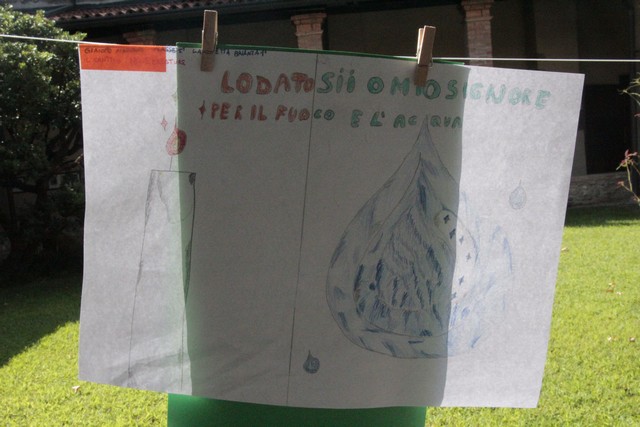 LODATO SII O MIO SIGNORE
PER IL FUOCO E L'ACQUA